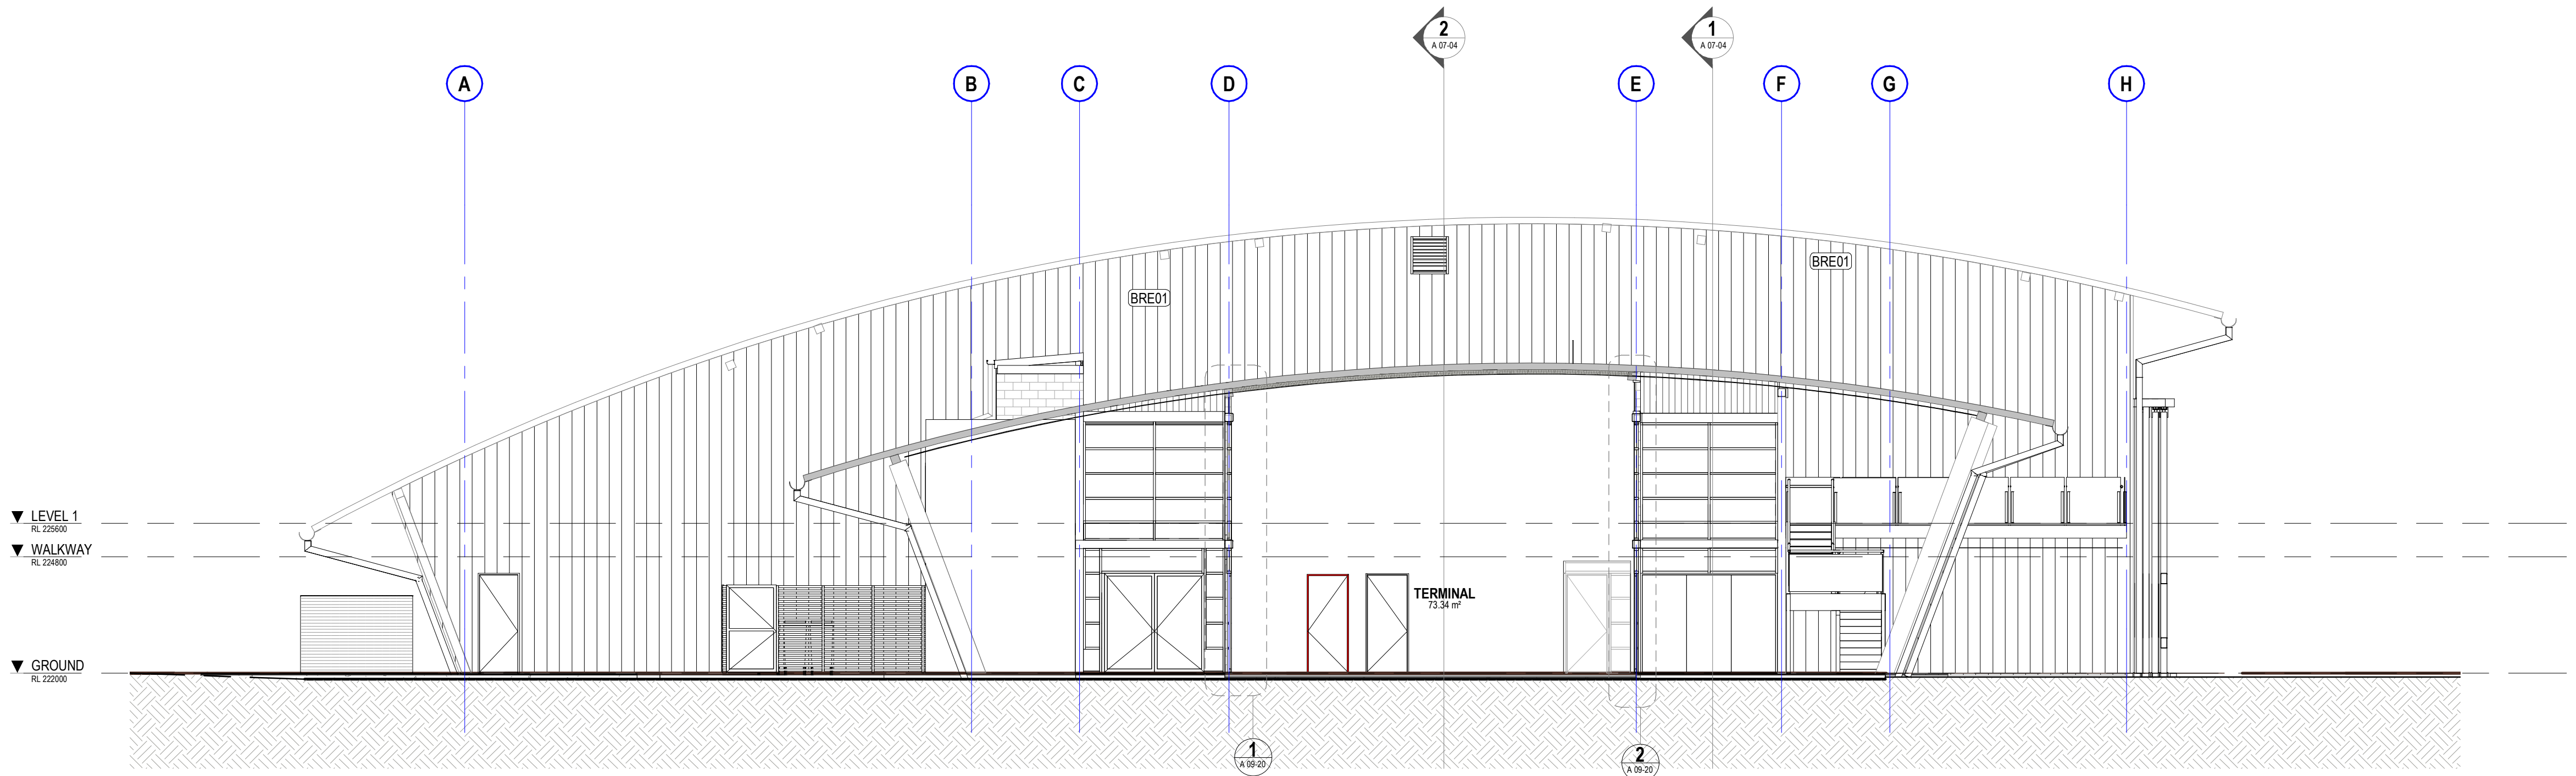 2
A 07-04
1
A 07-04
A
B
C
D
E
F
G
H
BRE01
BRE01
LEVEL 1
RL 225600
WALKWAY
RL 224800
TERMINAL
73.34 m²
GROUND
RL 222000
1
A 09-20
2
A 09-20